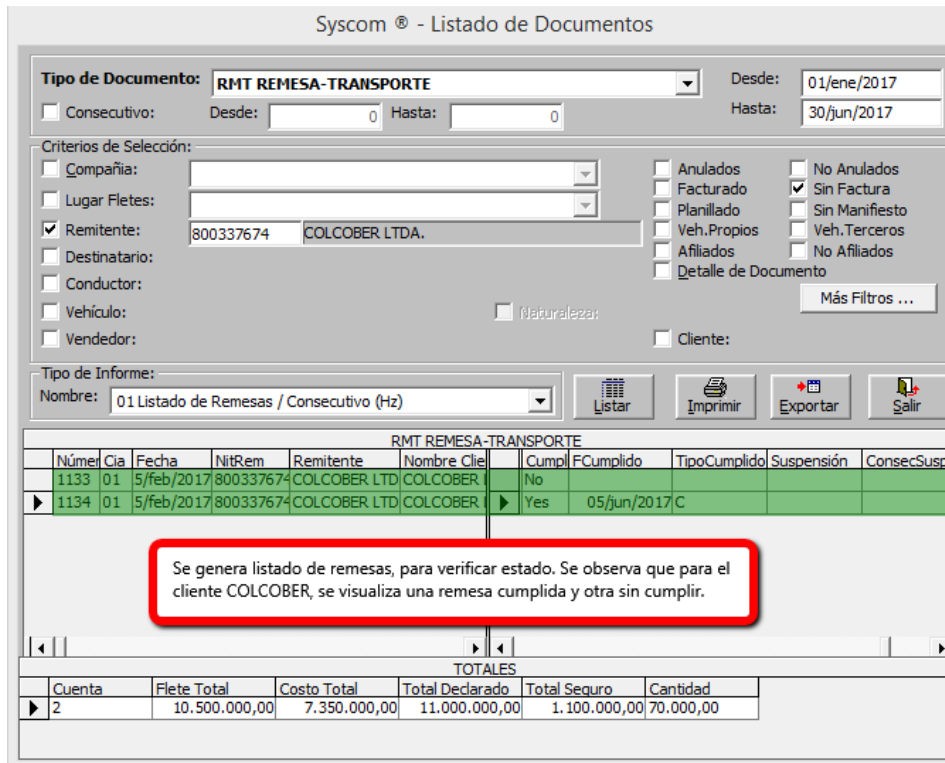 Syscom ® - Listado de Documentos
Tipo de Documento: RMT REMESA-TRANSPORTE Desde: 01/ene/2017
Consecutivo: Desde: 0 Hasta: 0 Hasta: 30/jun/2017
Criterios de Selección:
Compañia: Anulados No Anulados
Lugar Fletes: Facturado Sin Factura
Planillado Sin Manifiesto
Remitente: 800337674 COLCOBER LTDA. Veh.Propios Veh.Terceros
Destinatario: Afiliados No Afiliados
Detalle de Documento
Conductor:
Más Filtros ...
Vehículo: Naturaleza:
Vendedor: Cliente:
Tipo de Informe:
Nombre: 01 Listado de Remesas / Consecutivo (Hz) Listar Imprimir Exportar Salir
RMT REMESA-TRANSPORTE
Númer Cia Fecha NitRem Remitente Nombre Clie Cumpl FCumplido TipoCumplido Suspensión ConsecSusp
1133 01 5/feb/2017 800337674 COLCOBER LTD COLCOBER No
1134 01 5/feb/2017 800337674 COLCOBER LTD COLCOBER Yes 05/jun/2017 C
Se genera listado de remesas, para verificar estado. Se observa que para el
cliente COLCOBER, se visualiza una remesa cumplida y otra sin cumplir.
TOTALES
Cuenta Flete Total Costo Total Total Declarado Total Seguro Cantidad
2 10.500.000,00 7.350.000,00 11.000.000,00 1.100.000,00 70.000,00